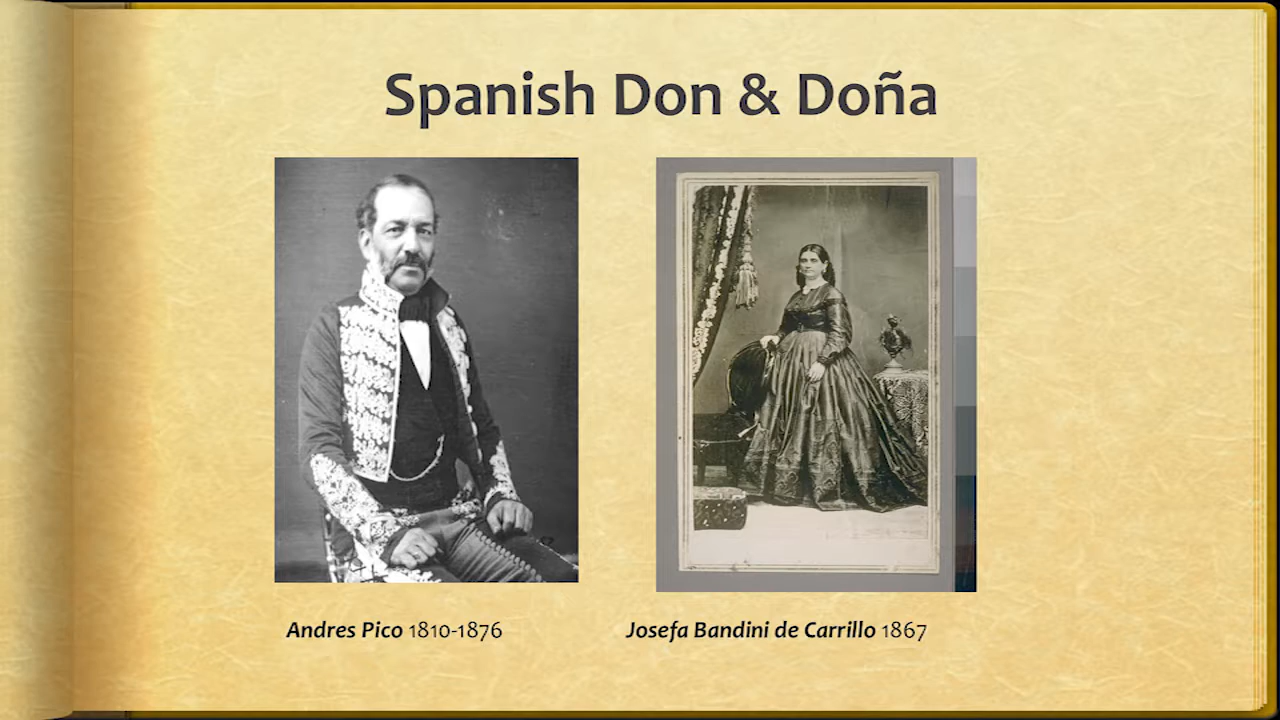 Spanish Don & Doña
Andres Pico 1810-1876
Josefa Bandini de Carrillo 1867